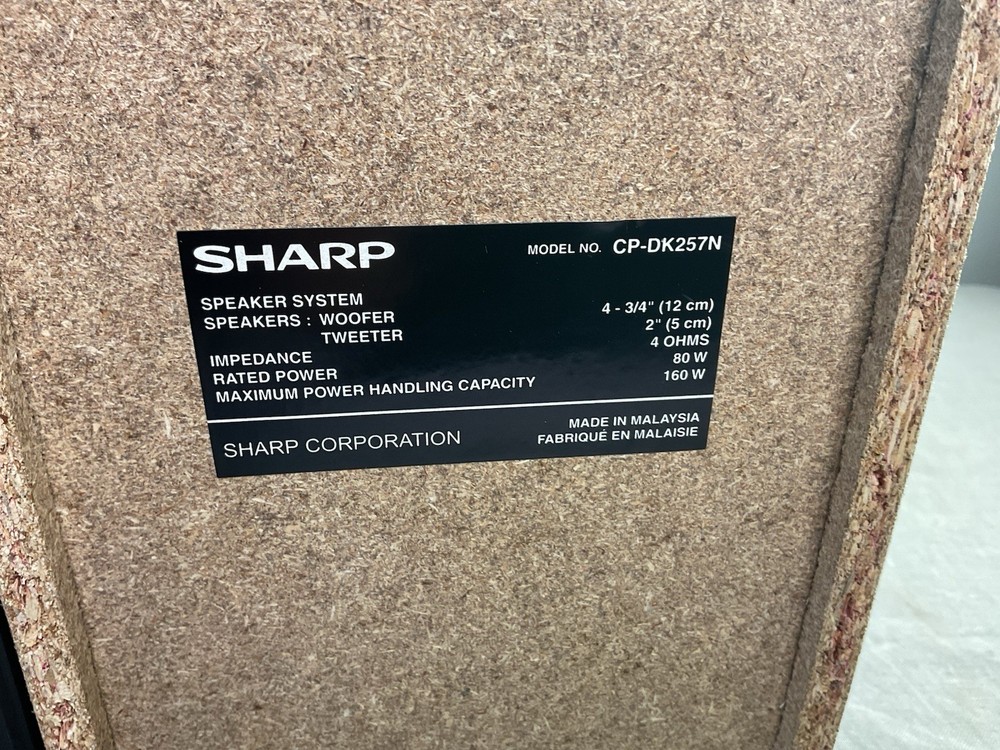 SHARP MODEL NO. CP-DK257N
SPEAKER SYSTEM
SPEAKERS : WOOFER 4 - 3/4" (12 cm)
TWEETER 2" (5 cm)
IMPEDANCE 4 OHMS
RATED POWER 80 W
MAXIMUM POWER HANDLING CAPACITY 160 W
SHARP CORPORATION
MADE IN MALAYSIA
FABRIQUÉ EN MALAISIE